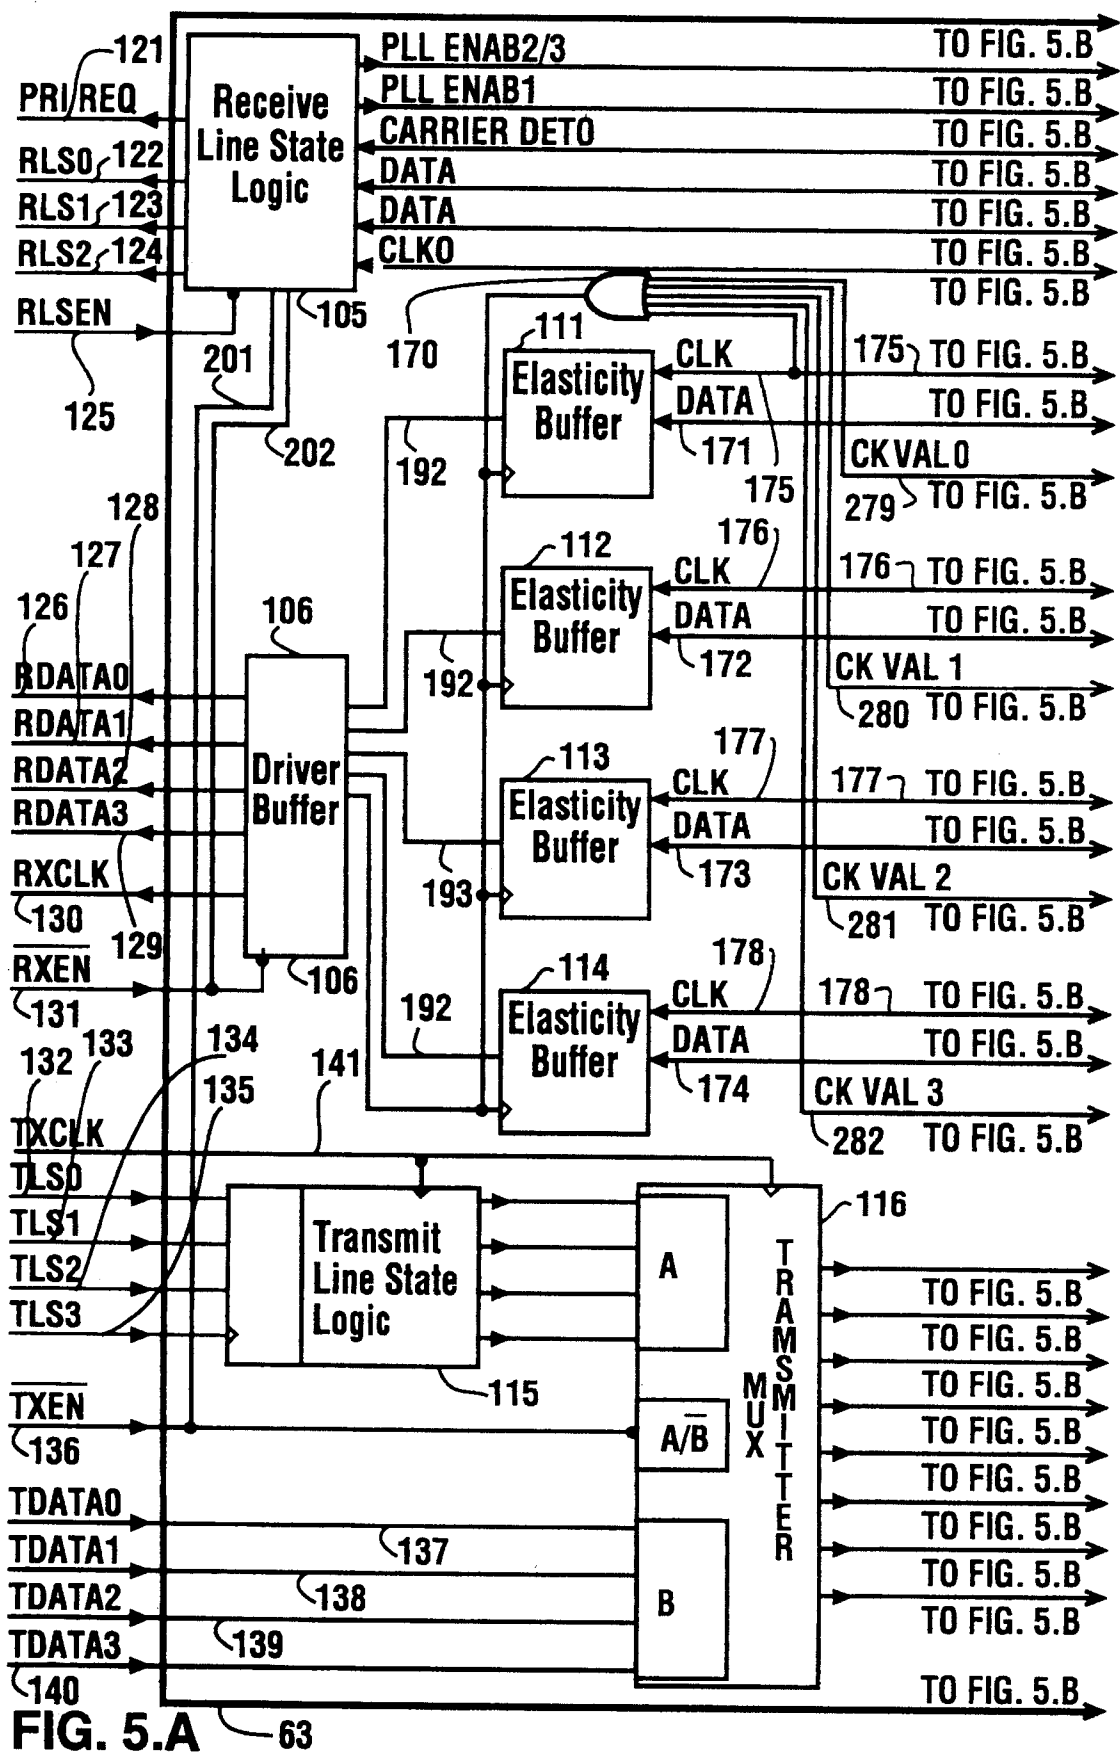 121
PRI REQ
RLS0 122
RLS1 123
RLS2 124
RLSEN
125
Receive
Line State
Logic
105
PLL ENAB2/3 TO FIG. 5.B
PLL ENAB1 TO FIG. 5.B
CARRIER DET0 TO FIG. 5.B
DATA TO FIG. 5.B
DATA TO FIG. 5.B
CLK0 TO FIG. 5.B
TO FIG. 5.B
170
201
202
111
Elasticity
Buffer
CLK 175 TO FIG. 5.B
DATA TO FIG. 5.B
192 171 175
CK VAL 0
279 TO FIG. 5.B
128
127
126
176
112
Elasticity
Buffer
CLK 176 TO FIG. 5.B
DATA TO FIG. 5.B
192 172
CK VAL 1
280 TO FIG. 5.B
106
RDATA0
RDATA1
RDATA2
RDATA3
RXCLK
130
129
RXEN
131
Driver
Buffer
106
177
113
Elasticity
Buffer
CLK 177 TO FIG. 5.B
DATA TO FIG. 5.B
193 173
CK VAL 2
281 TO FIG. 5.B
178
114
Elasticity
Buffer
CLK 178 TO FIG. 5.B
DATA TO FIG. 5.B
192 174
CK VAL 3
282 TO FIG. 5.B
132 133 134
135
141
TXCLK
TLS0
TLS1
TLS2
TLS3
Transmit
Line State
Logic
115
TXEN
136
A
A/B
B
MUX
TRAMSMITTER
116
TO FIG. 5.B
TO FIG. 5.B
TO FIG. 5.B
TO FIG. 5.B
TO FIG. 5.B
TO FIG. 5.B
TO FIG. 5.B
TO FIG. 5.B
TDATA0
137
TDATA1
138
TDATA2
139
TDATA3
140
TO FIG. 5.B
FIG. 5.A 63